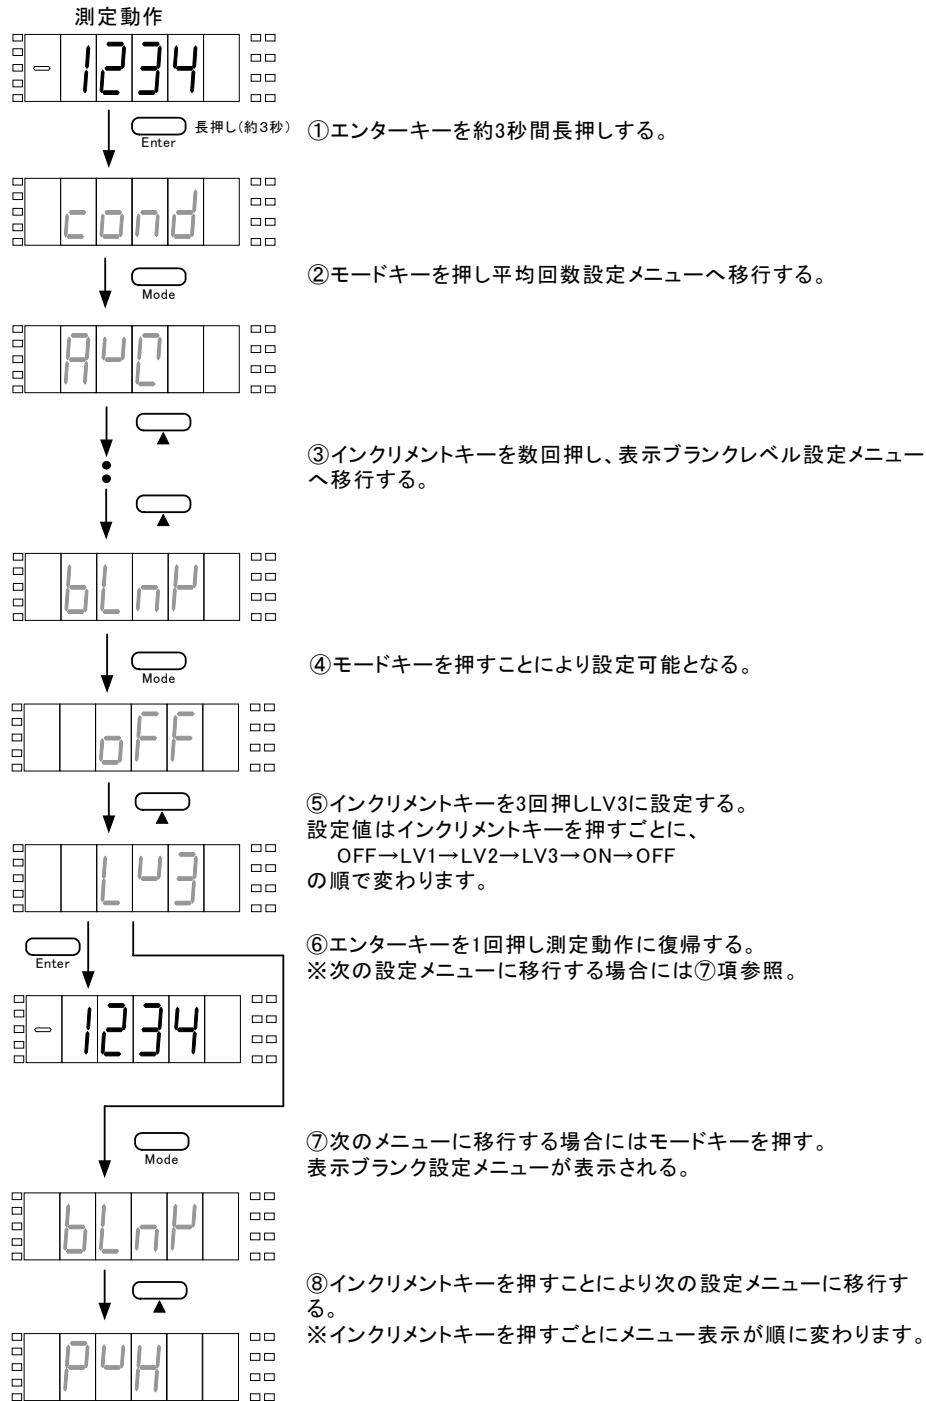 測定動作
- 1234
長押し(約3秒)
Enter
①エンターキーを約3秒間長押しする。
cond
Mode
②モードキーを押し平均回数設定メニューへ移行する。
③インクリメントキーを数回押し、表示ブランクレベル設定メニュー
へ移行する。
Mode
④モードキーを押すことにより設定可能となる。
oFF
⑤インクリメントキーを3回押しLV3に設定する。
設定値はインクリメントキーを押すごとに、
OFF→LV1→LV2→LV3→ON→OFF
の順で変わります。
Lv3
Enter
⑥エンターキーを1回押し測定動作に復帰する。
※次の設定メニューに移行する場合には⑦項参照。
- 1234
Mode
⑦次のメニューに移行する場合にはモードキーを押す。
表示ブランク設定メニューが表示される。
⑧インクリメントキーを押すことにより次の設定メニューに移行す
る。
※インクリメントキーを押すごとにメニュー表示が順に変わります。
PvH